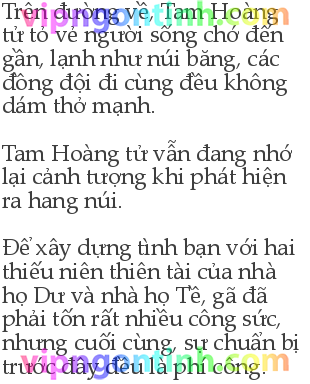 Trên đường về, Tam Hoàng
tử tỏ vẻ người sống chớ đến
gần, lạnh như núi băng, các
đồng đội đi cùng đều không
dám thở mạnh.

Tam Hoàng tử vẫn đang nhớ
lại cảnh tượng khi phát hiện
ra hang núi.

Để xây dựng tình bạn với hai
thiếu niên thiên tài của nhà
họ Dư và nhà họ Tề, gã đã
phải tốn rất nhiều công sức,
nhưng cuối cùng, sự chuẩn bị
trước đây đều là phí công.
vipngontinh.com
vipngontinh.com